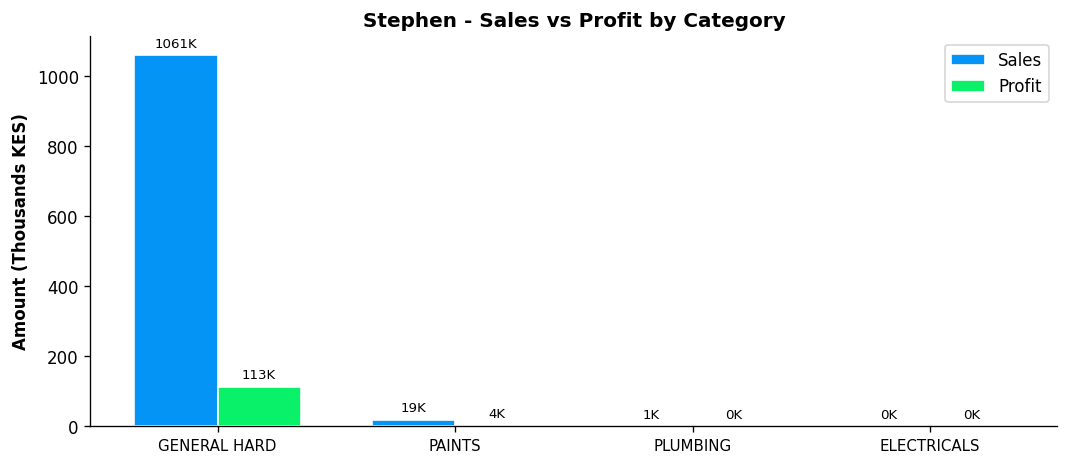 Stephen - Sales vs Profit by Category
Amount (Thousands KES)
1000
800
600
400
200
0
1061K
113K
19K
4K
1K
0K
0K
0K
GENERAL HARD
PAINTS
PLUMBING
ELECTRICALS
Sales
Profit